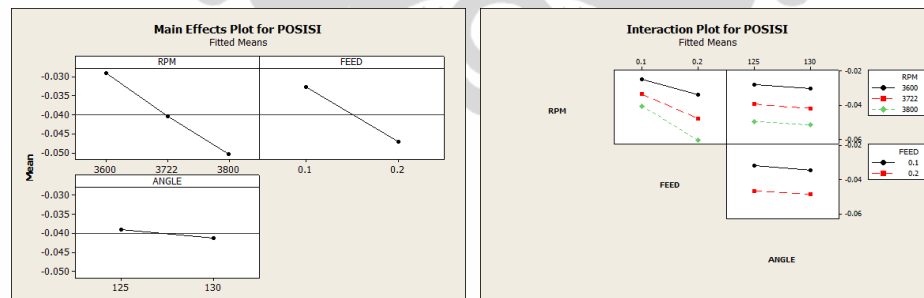 Main Effects Plot for POSISI
Fitted Means
RPM FEED
-0.030
-0.035
-0.040
-0.045
-0.050
3600 3722 3800 0.1 0.2
ANGLE
-0.030
-0.035
-0.040
-0.045
-0.050
125 130
Mean
Interaction Plot for POSISI
Fitted Means
0.1 0.2 125 130
-0.02
-0.04
-0.06
RPM
RPM
3600
3722
3800
-0.02
-0.04
-0.06
FEED
FEED
0.1
0.2
ANGLE